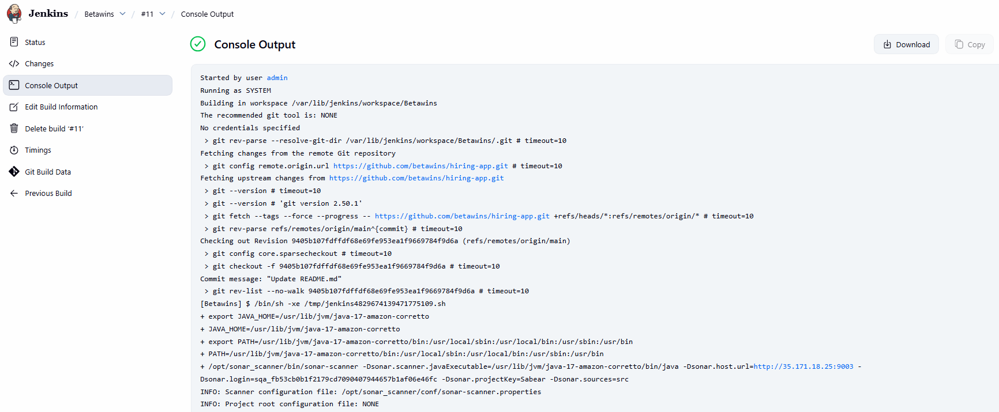 Jenkins / Betawins / #11 / Console Output
Status
Changes
Console Output
Edit Build Information
Delete build ‘#11’
Timings
Git Build Data
Previous Build
Console Output
Download
Copy
Started by user admin
Running as SYSTEM
Building in workspace /var/lib/jenkins/workspace/Betawins
The recommended git tool is: NONE
No credentials specified
 > git rev-parse --resolve-git-dir /var/lib/jenkins/workspace/Betawins/.git # timeout=10
Fetching changes from the remote Git repository
 > git config remote.origin.url https://github.com/betawins/hiring-app.git # timeout=10
Fetching upstream changes from https://github.com/betawins/hiring-app.git
 > git --version # timeout=10
 > git --version # 'git version 2.50.1'
 > git fetch --tags --force --progress -- https://github.com/betawins/hiring-app.git +refs/heads/*:refs/remotes/origin/* # timeout=10
 > git rev-parse refs/remotes/origin/main^{commit} # timeout=10
Checking out Revision 9405b107fdffdf68e69fe953ea1f9669784f9d6a (refs/remotes/origin/main)
 > git config core.sparsecheckout # timeout=10
 > git checkout -f 9405b107fdffdf68e69fe953ea1f9669784f9d6a # timeout=10
Commit message: "Update README.md"
 > git rev-list --no-walk 9405b107fdffdf68e69fe953ea1f9669784f9d6a # timeout=10
[Betawins] $ /bin/sh -xe /tmp/jenkins4829674139471775109.sh
+ export JAVA_HOME=/usr/lib/jvm/java-17-amazon-corretto
+ JAVA_HOME=/usr/lib/jvm/java-17-amazon-corretto
+ export PATH=/usr/lib/jvm/java-17-amazon-corretto/bin:/usr/local/sbin:/usr/local/bin:/usr/sbin:/usr/bin
+ PATH=/usr/lib/jvm/java-17-amazon-corretto/bin:/usr/local/sbin:/usr/local/bin:/usr/sbin:/usr/bin
+ /opt/sonar_scanner/bin/sonar-scanner -Dsonar.scanner.javaExecutable=/usr/lib/jvm/java-17-amazon-corretto/bin/java -Dsonar.host.url=http://35.171.18.25:9003 -
Dsonar.login=sqa_fb53cb0b1f2179cd7090407944657b1af06e46fc -Dsonar.projectKey=Sabear -Dsonar.sources=src
INFO: Scanner configuration file: /opt/sonar_scanner/conf/sonar-scanner.properties
INFO: Project root configuration file: NONE